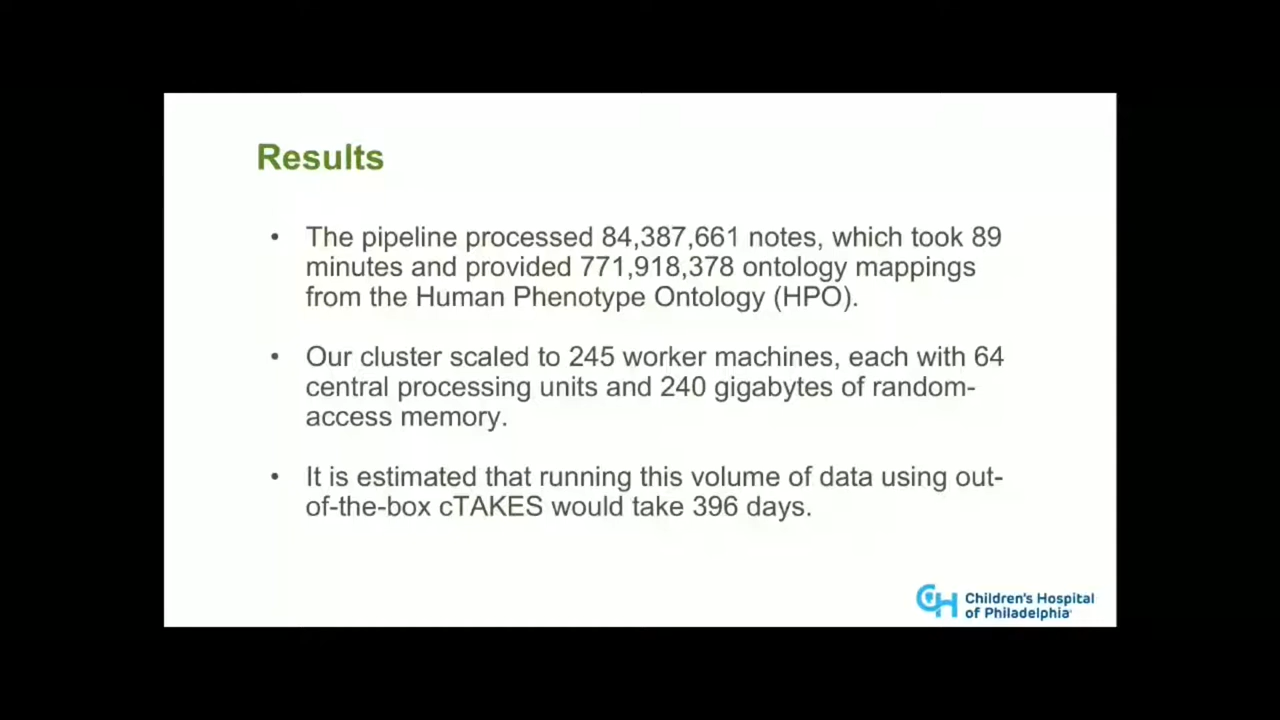 Results
• The pipeline processed 84,387,661 notes, which took 89
minutes and provided 771,918,378 ontology mappings
from the Human Phenotype Ontology (HPO).
• Our cluster scaled to 245 worker machines, each with 64
central processing units and 240 gigabytes of random-
access memory.
• It is estimated that running this volume of data using out-
of-the-box cTAKES would take 396 days.
CH Children's Hospital
of Philadelphia